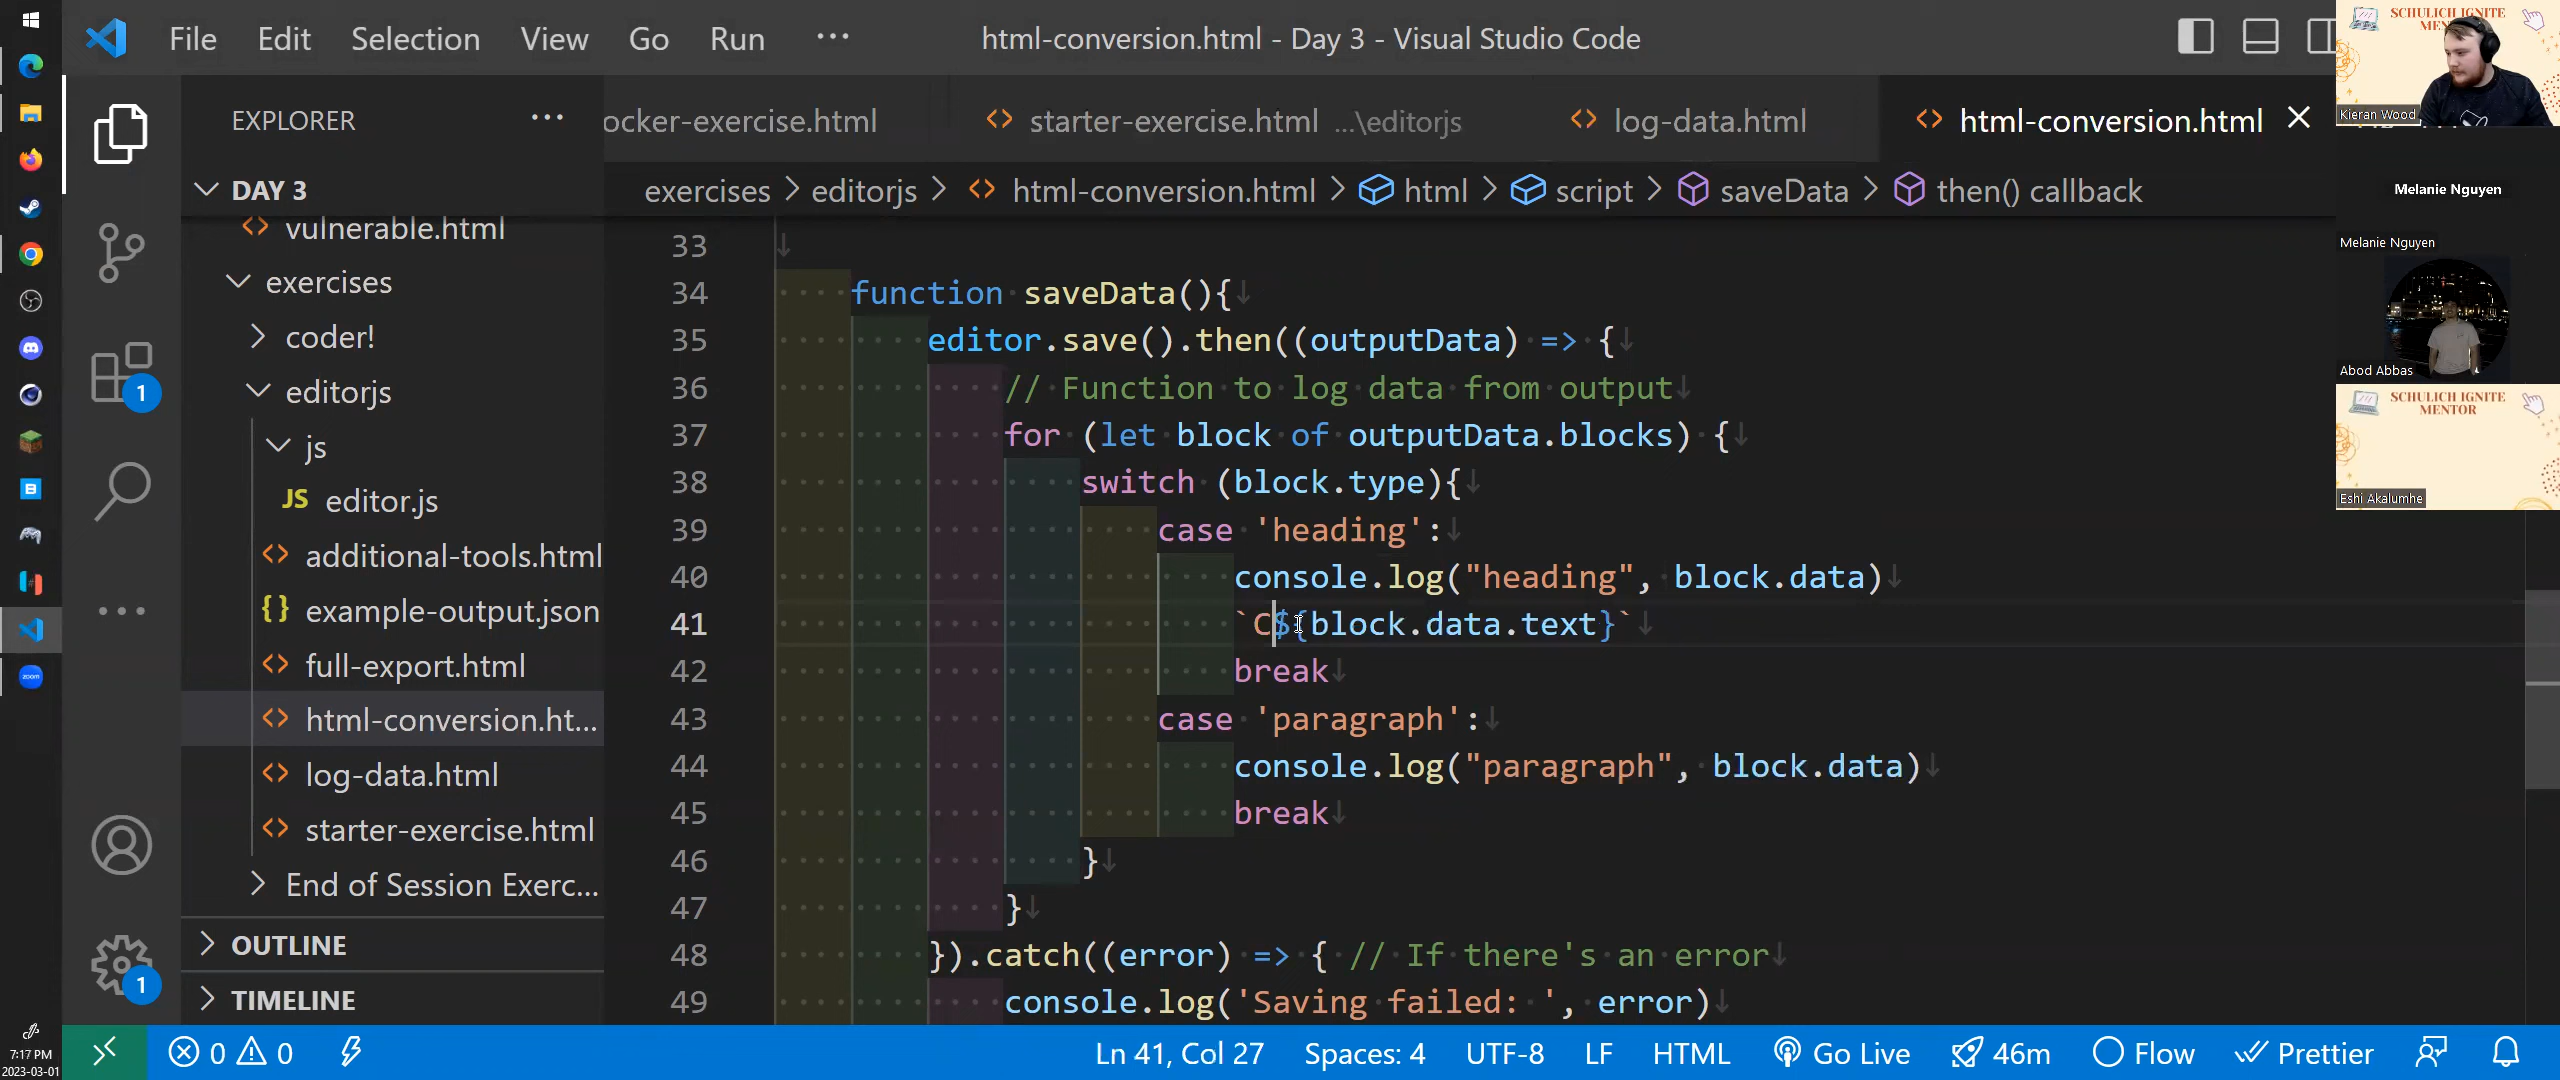 File Edit Selection View Go Run ··· html-conversion.html - Day 3 - Visual Studio Code
EXPLORER ···
ocker-exercise.html starter-exercise.html ...\editorjs log-data.html html-conversion.html
DAY 3
exercises > editorjs > html-conversion.html > html > script > saveData > then() callback
vulnerable.html
exercises
coder!
editorjs
js
JS editor.js
additional-tools.html
{} example-output.json
full-export.html
html-conversion.ht...
log-data.html
starter-exercise.html
End of Session Exerc...
OUTLINE
TIMELINE
33
34 function saveData(){
35 editor.save().then((outputData) => {
36 // Function to log data from output
37 for (let block of outputData.blocks) {
38 switch (block.type){
39 case 'heading':
40 console.log("heading", block.data)
41 `C${block.data.text}`
42 break
43 case 'paragraph':
44 console.log("paragraph", block.data)
45 break
46 }
47 }
48 }).catch((error) => { // If there's an error
49 console.log('Saving failed: ', error)
1
1
zoom
7:17 PM
2023-03-01
0 0 Ln 41, Col 27 Spaces: 4 UTF-8 LF HTML Go Live 46m Flow Prettier
SCHULICH IGNITE
Kieran Wood
Melanie Nguyen
Melanie Nguyen
Abod Abbas
SCHULICH IGNITE
MENTOR
Eshi Akalumhe